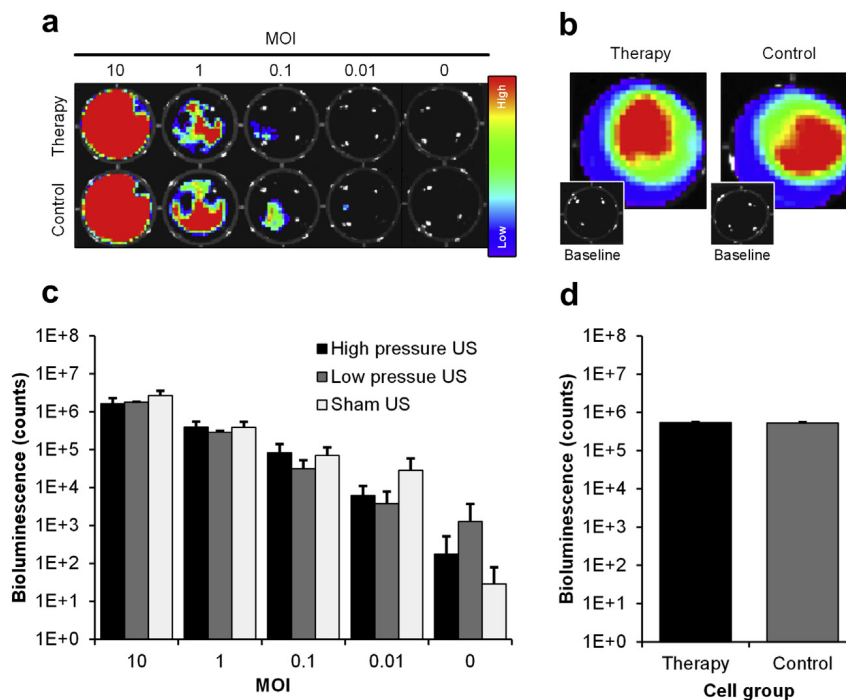 a
MOI
10 1 0.1 0.01 0
Therapy
Control
High
Low
b
Therapy Control
Baseline Baseline
c
Bioluminescence (counts)
1E+8
1E+7
1E+6
1E+5
1E+4
1E+3
1E+2
1E+1
1E+0
High pressure US
Low pressue US
Sham US
10 1 0.1 0.01 0
MOI
d
Bioluminescence (counts)
1E+8
1E+7
1E+6
1E+5
1E+4
1E+3
1E+2
1E+1
1E+0
Therapy Control
Cell group